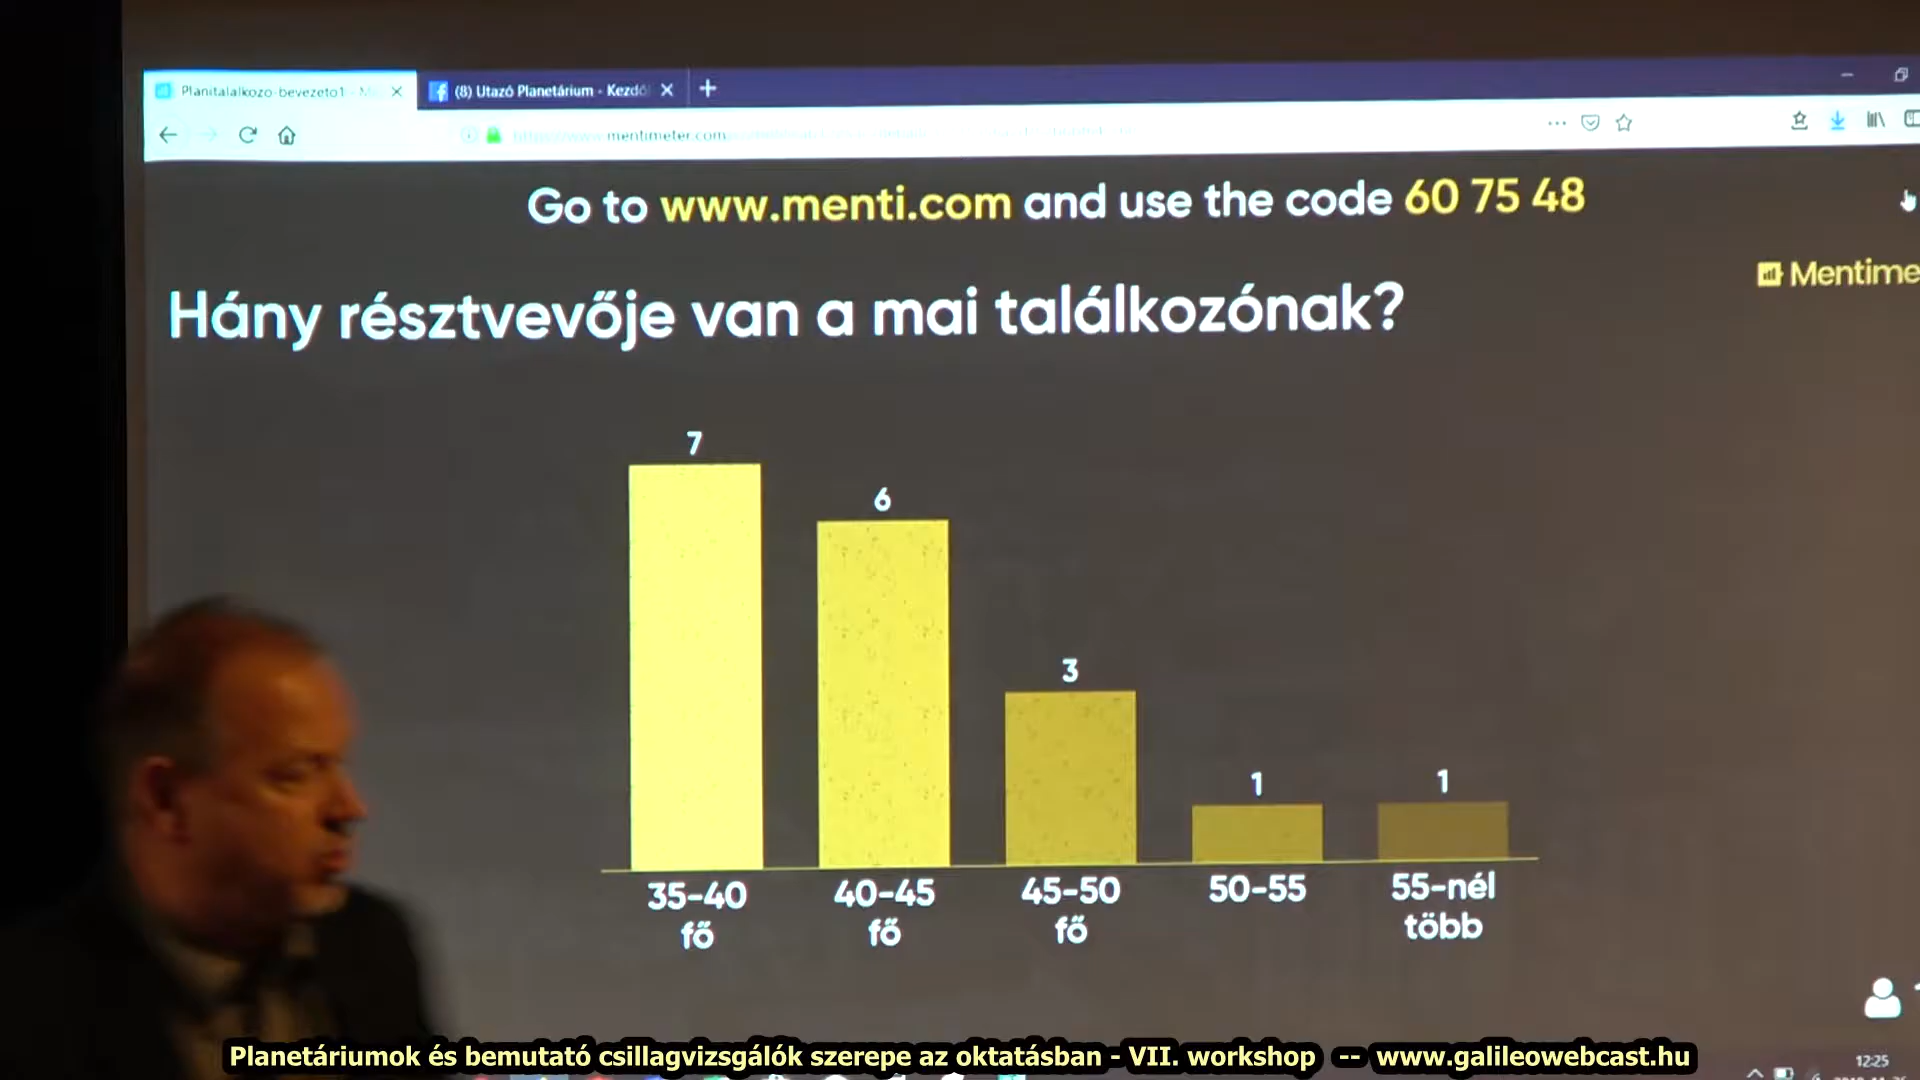 Planitalalkozo-bevezeto1 - M
(8) Utazó Planetárium - Kezdő
mentimeter.com
Go to www.menti.com and use the code 60 75 48
Mentime
Hány résztvevője van a mai találkozónak?
7
6
3
1
1
35-40 fő
40-45 fő
45-50 fő
50-55
55-nél több
Planetáriumok és bemutató csillagvizsgálók szerepe az oktatásban - VII. workshop -- www.galileowebcast.hu
12:25